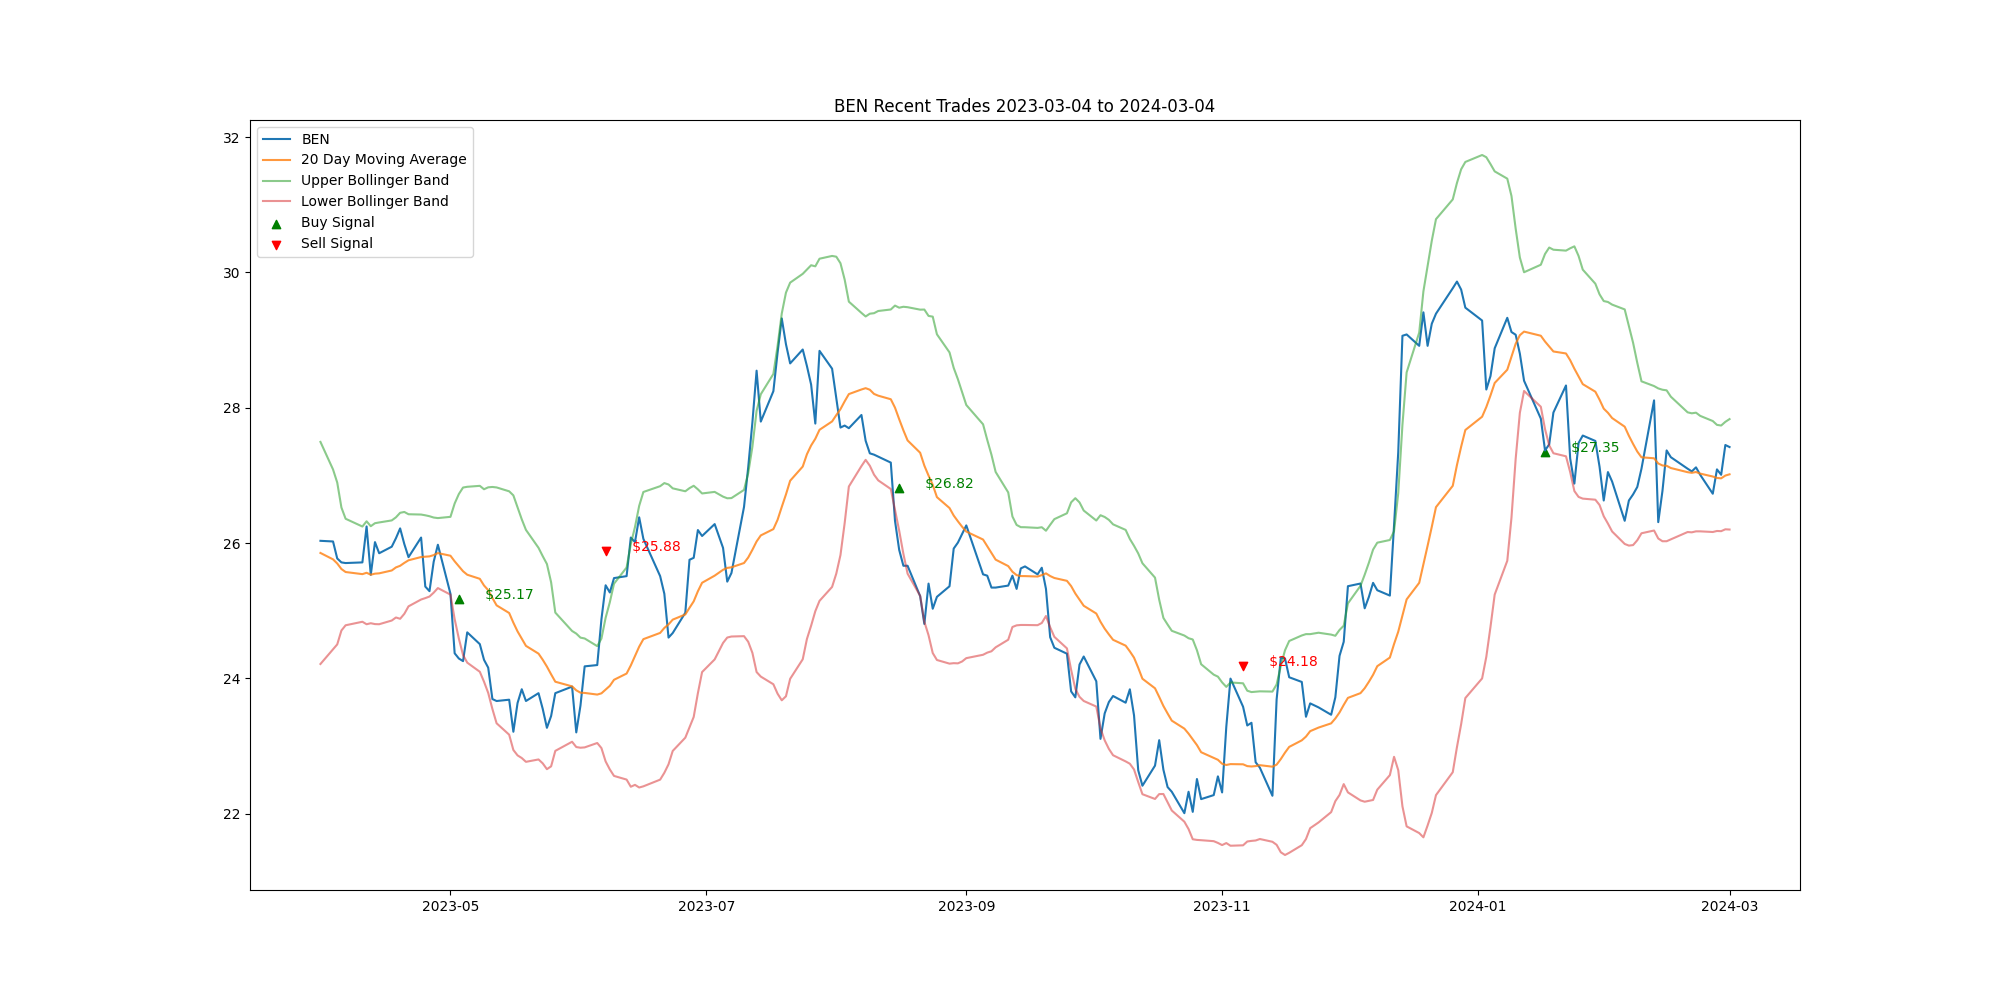 BEN Recent Trades 2023-03-04 to 2024-03-04
BEN
20 Day Moving Average
Upper Bollinger Band
Lower Bollinger Band
Buy Signal
Sell Signal
32
30
28
26
24
22
$25.17
$25.88
$26.82
$24.18
$27.35
2023-05
2023-07
2023-09
2023-11
2024-01
2024-03